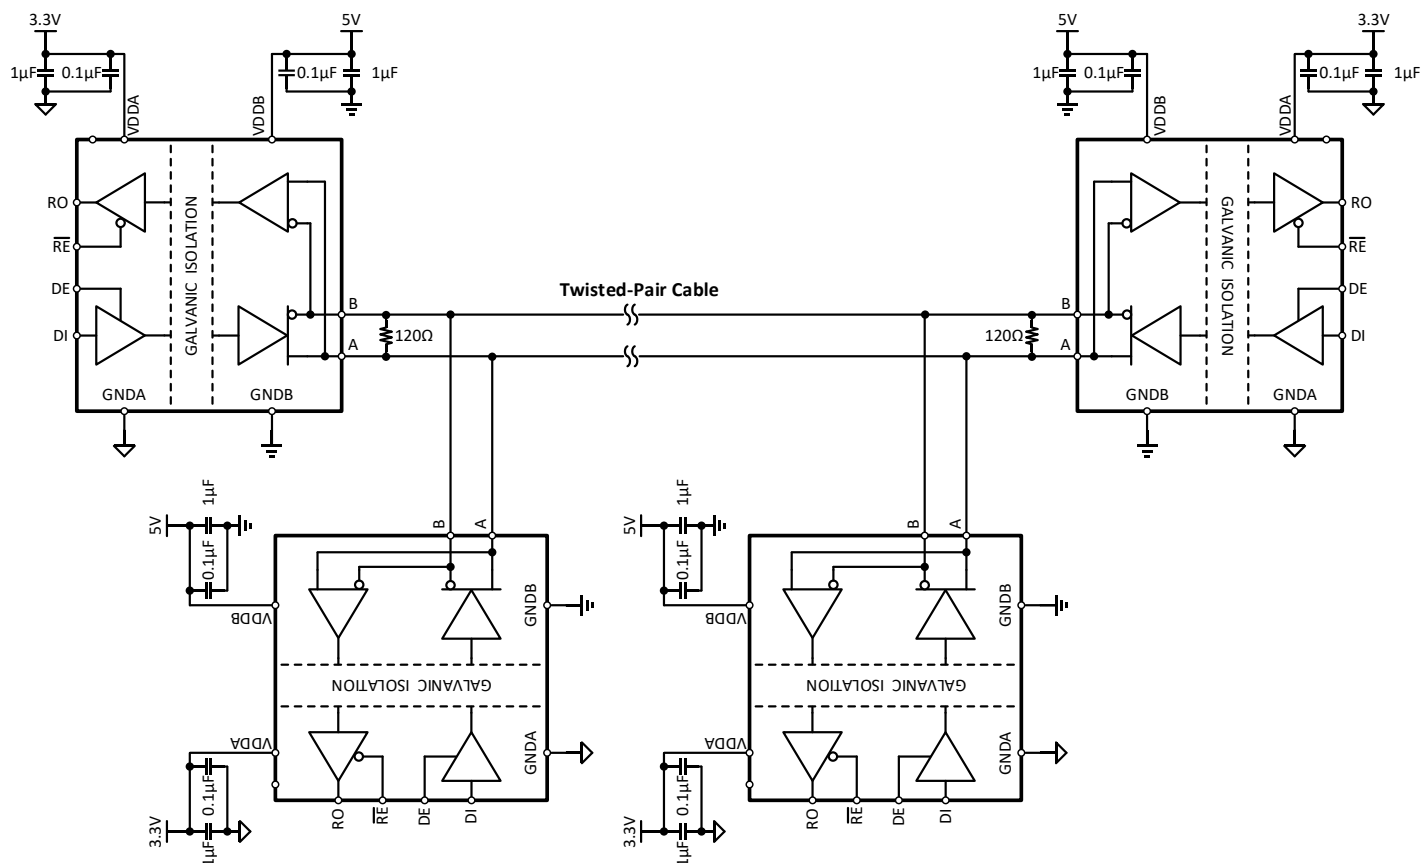 3.3V
5V
5V
3.3V
1µF
0.1µF
0.1µF
1µF
1µF
0.1µF
0.1µF
1µF
VDDA
VDDB
VDDB
VDDA
RO
RE
DE
DI
GALVANIC ISOLATION
GNDA
GNDB
B
A
120Ω
Twisted-Pair Cable
120Ω
B
A
GALVANIC ISOLATION
GNDB
GNDA
RO
RE
DE
DI
5V
1µF
0.1µF
VDDB
B
A
GNDB
GALVANIC ISOLATION
VDDA
GNDA
0.1µF
3.3V
1µF
RO
RE
DE
DI
5V
1µF
0.1µF
VDDB
B
A
GNDB
GALVANIC ISOLATION
VDDA
GNDA
0.1µF
3.3V
1µF
RO
RE
DE
DI